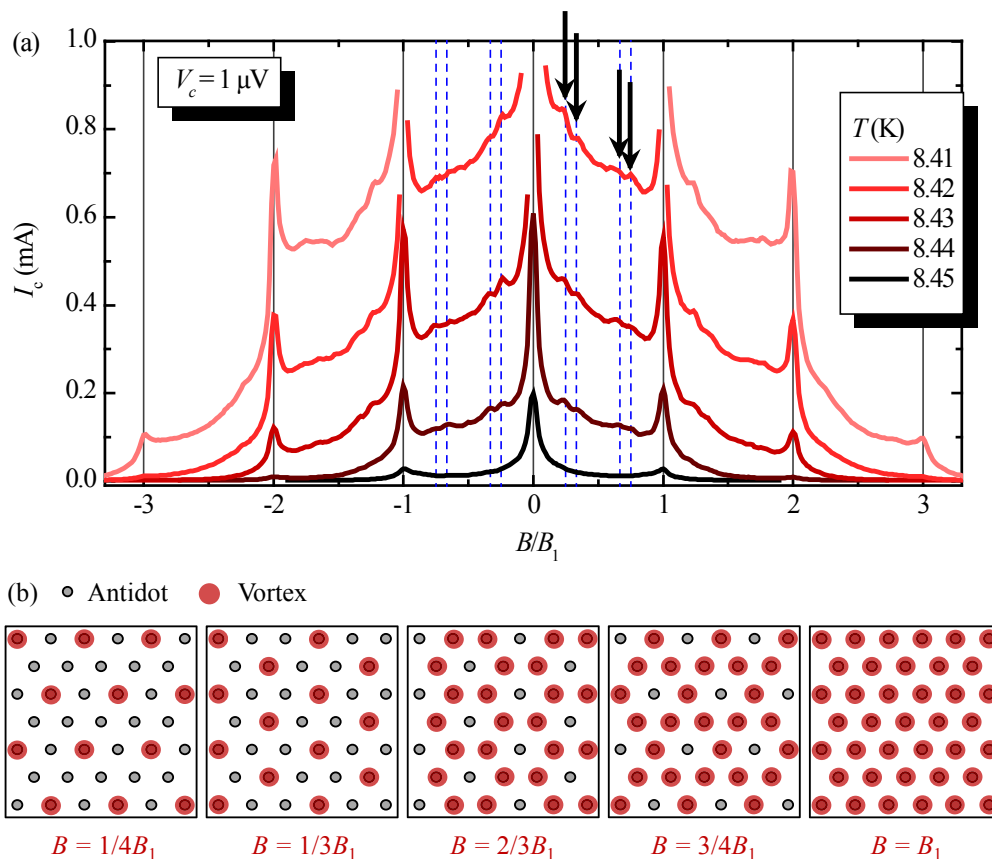 (a)
V_c = 1 μV
T (K)
8.41
8.42
8.43
8.44
8.45
1.0
0.8
0.6
0.4
0.2
0.0
I_c (mA)
-3 -2 -1 0 1 2 3
B/B_1
(b) Antidot Vortex
B = 1/4B_1 B = 1/3B_1 B = 2/3B_1 B = 3/4B_1 B = B_1